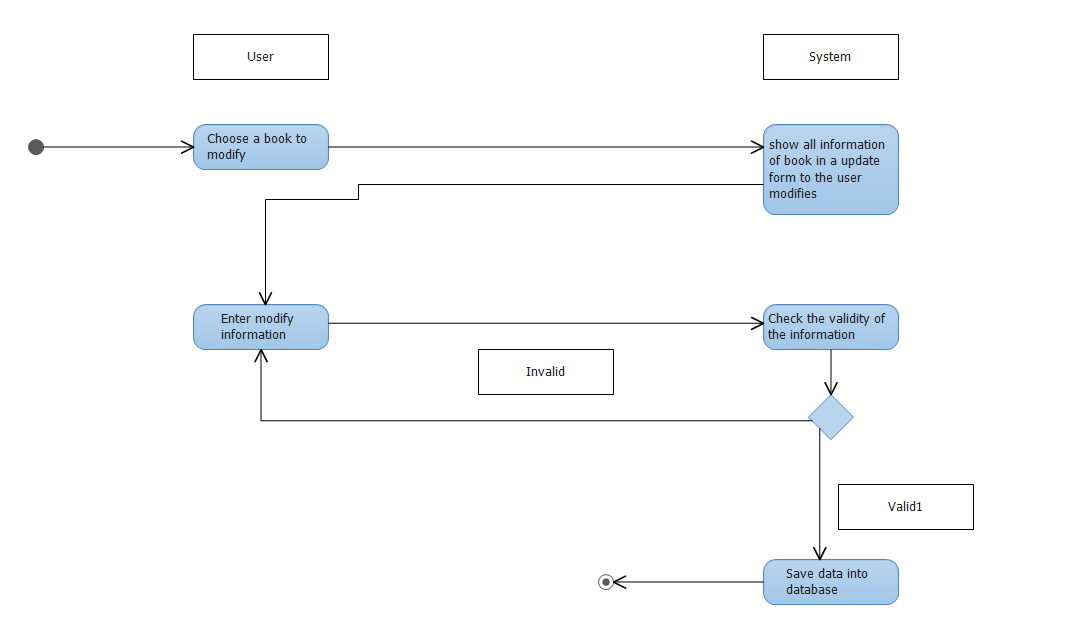 User
System
Choose a book to
modify
show all information
of book in a update
form to the user
modifies
Enter modify
information
Check the validity of
the information
Invalid
Valid1
Save data into
database